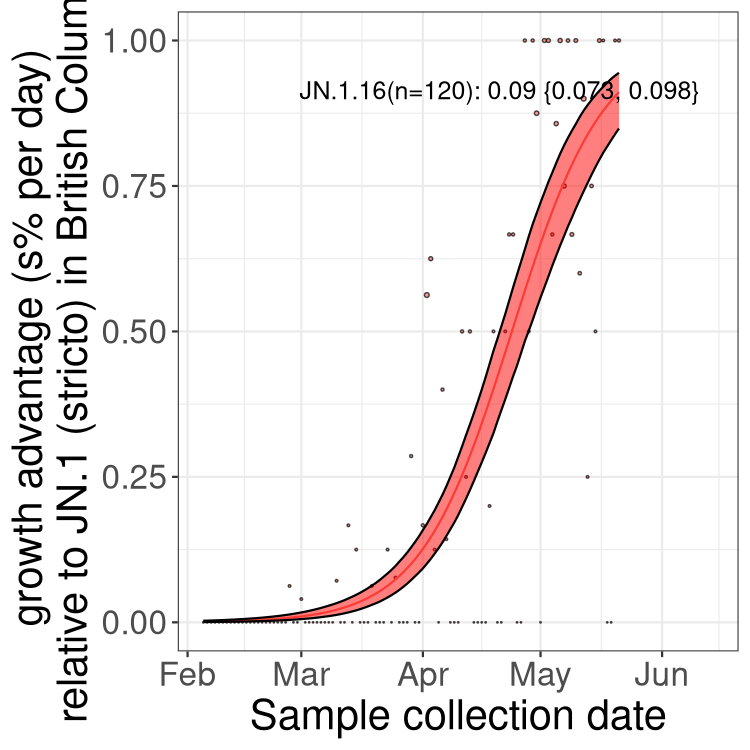 growth advantage (s% per day)
relative to JN.1 (stricto) in British Colum
1.00
0.75
0.50
0.25
0.00
JN.1.16(n=120): 0.09 {0.073, 0.098}
Feb Mar Apr May Jun
Sample collection date